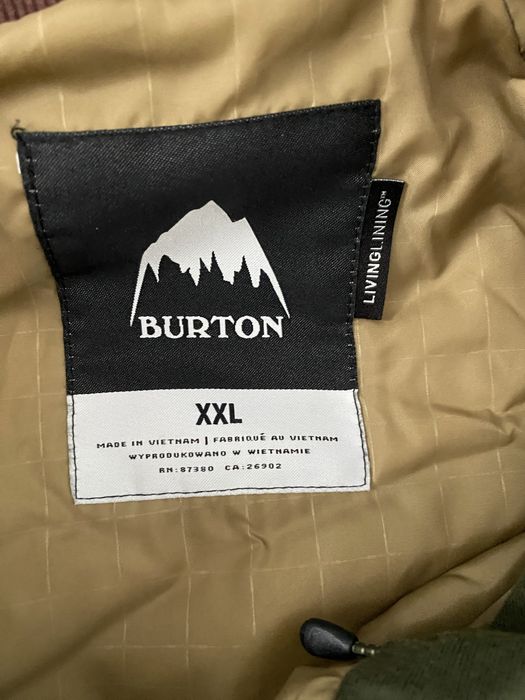 BURTON
LIVINGLINING™
XXL
MADE IN VIETNAM | FABRIQUÉ AU VIETNAM
WYPRODUKOWANO W WIETNAMIE
RN:87380 CA:26902